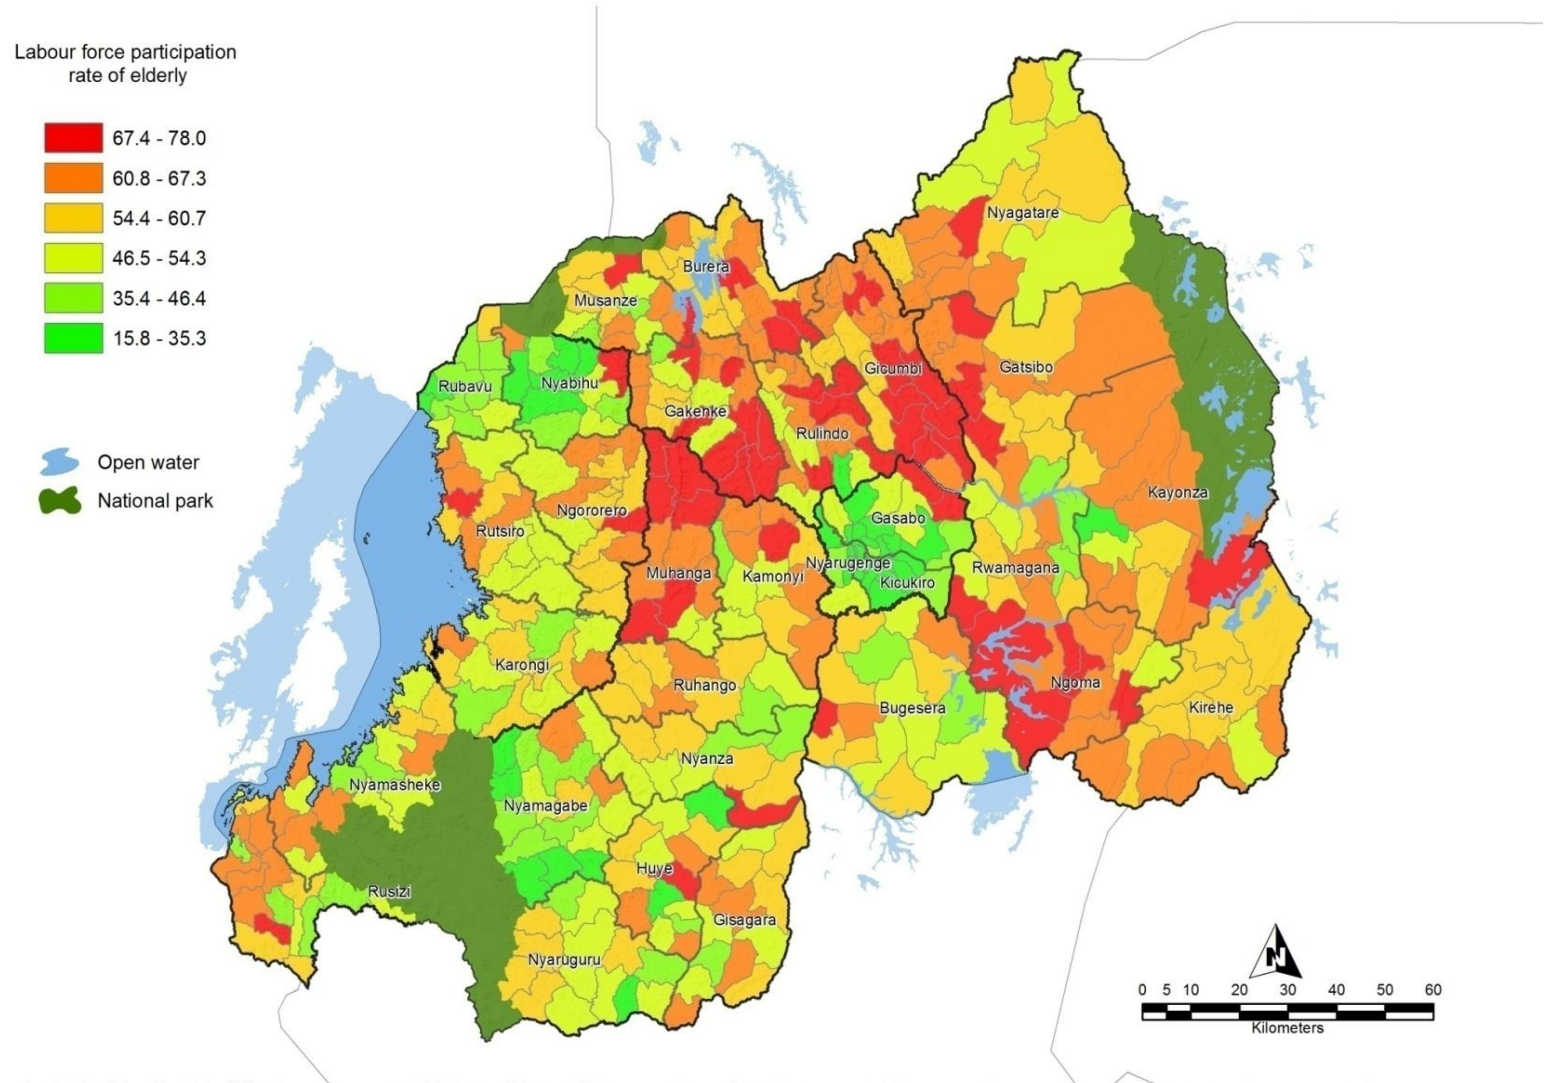 Labour force participation
rate of elderly
67.4 - 78.0
60.8 - 67.3
54.4 - 60.7
46.5 - 54.3
35.4 - 46.4
15.8 - 35.3
Open water
National park
Nyagatare
Burera
Musanze
Gicumbi
Gatsibo
Rubavu
Nyabihu
Gakenke
Rulindo
Kayonza
Ngororero
Rutsiro
Gasabo
Nyarugenge
Rwamagana
Muhanga
Kamonyi
Kicukiro
Karongi
Ruhango
Ngoma
Bugesera
Kirehe
Nyanza
Nyamasheke
Nyamagabe
Huye
Rusizi
Gisagara
Nyaruguru
N
0 5 10 20 30 40 50 60
Kilometers